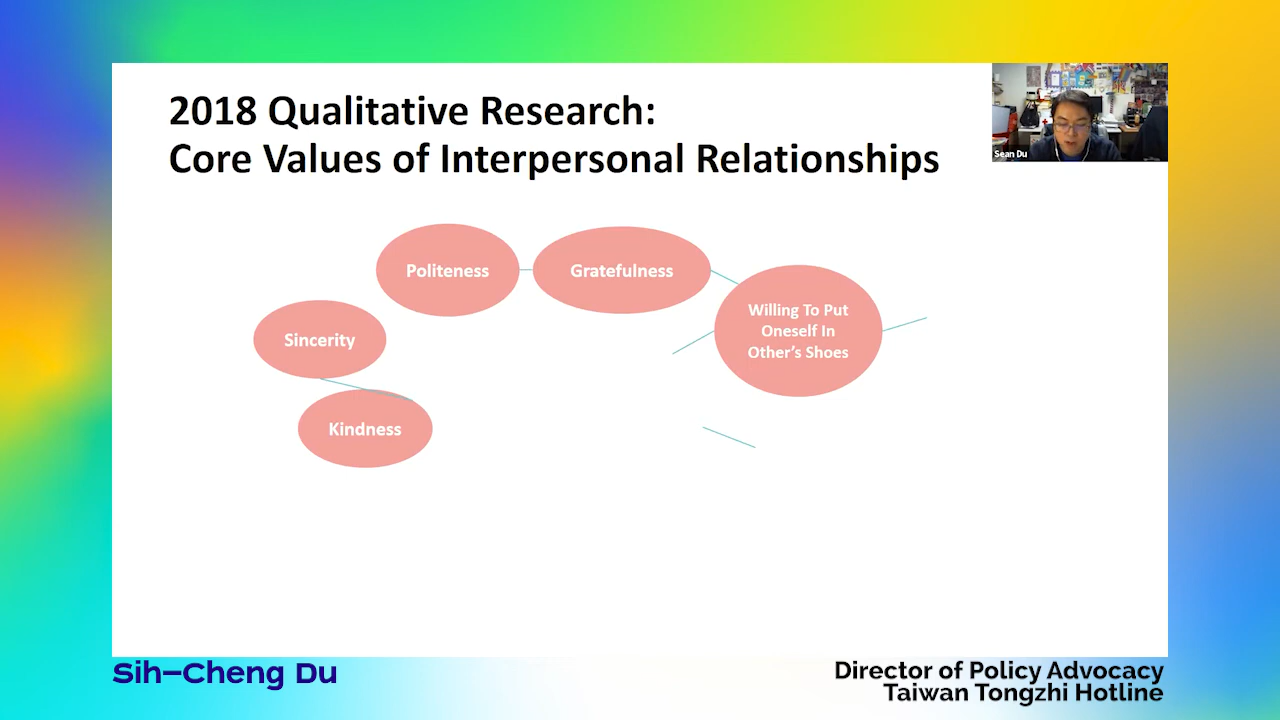 2018 Qualitative Research:
Core Values of Interpersonal Relationships
Sean Du
Politeness
Gratefulness
Willing To Put
Oneself In
Other's Shoes
Sincerity
Kindness
Sih-Cheng Du
Director of Policy Advocacy
Taiwan Tongzhi Hotline